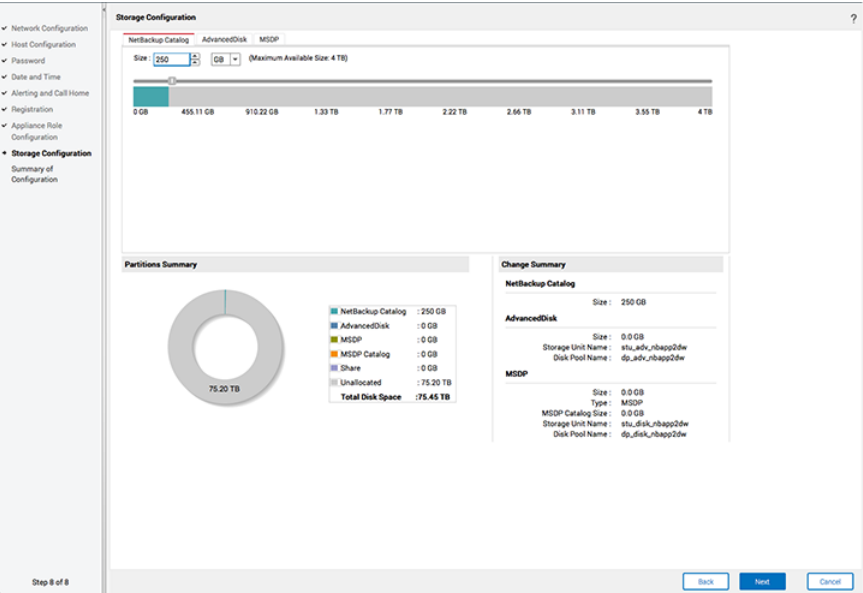 Storage Configuration
?
Network Configuration
Host Configuration
Password
Date and Time
Alerting and Call Home
Registration
Appliance Role
Configuration
Storage Configuration
Summary of
Configuration
NetBackup Catalog AdvancedDisk MSDP
Size : 250 GB (Maximum Available Size: 4 TB)
0 GB 455.11 GB 910.22 GB 1.33 TB 1.77 TB 2.22 TB 2.66 TB 3.11 TB 3.55 TB 4 TB
Partitions Summary
75.20 TB
NetBackup Catalog : 250 GB
AdvancedDisk : 0 GB
MSDP : 0 GB
MSDP Catalog : 0 GB
Share : 0 GB
Unallocated : 75.20 TB
Total Disk Space :75.45 TB
Change Summary
NetBackup Catalog
Size : 250 GB
AdvancedDisk
Size : 0.0 GB
Storage Unit Name : stu_adv_nbapp2dw
Disk Pool Name : dp_adv_nbapp2dw
MSDP
Size : 0.0 GB
Type : MSDP
MSDP Catalog Size : 0.0 GB
Storage Unit Name : stu_disk_nbapp2dw
Disk Pool Name : dp_disk_nbapp2dw
Step 8 of 8
Back Next Cancel